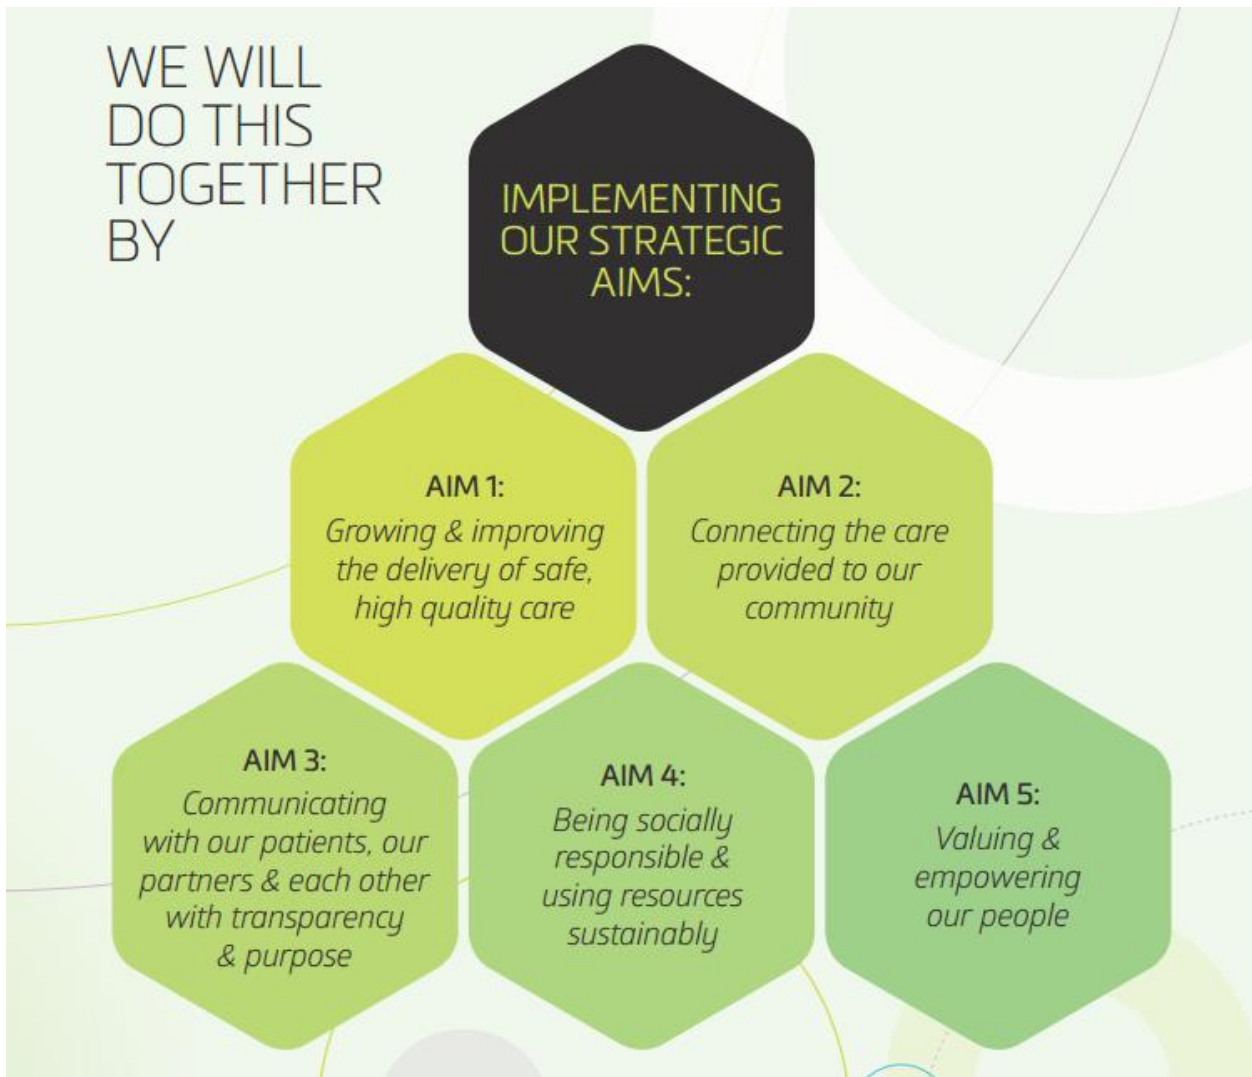 WE WILL
DO THIS
TOGETHER
BY
IMPLEMENTING
OUR STRATEGIC
AIMS:
AIM 1:
Growing & improving
the delivery of safe,
high quality care
AIM 2:
Connecting the care
provided to our
community
AIM 3:
Communicating
with our patients, our
partners & each other
with transparency
& purpose
AIM 4:
Being socially
responsible &
using resources
sustainably
AIM 5:
Valuing &
empowering
our people